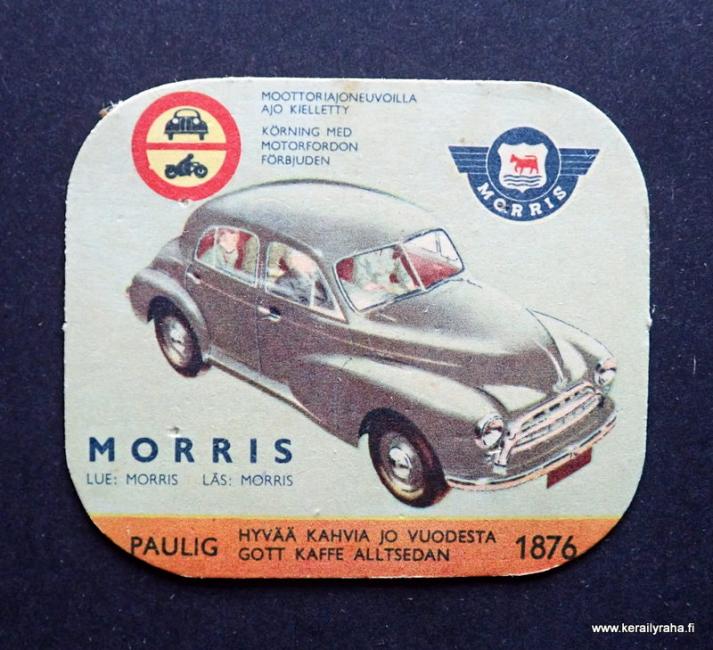 MOOTTORIAJONEUVOILLA
AJO KIELLETTY
KÖRNING MED
MOTORFORDON
FÖRBJUDEN
MORRIS
MORRIS
LUE: MORRIS LÄS: MORRIS
PAULIG HYVÄÄ KAHVIA JO VUODESTA 1876
GOTT KAFFE ALLTSEDAN
www.kerailyraha.fi